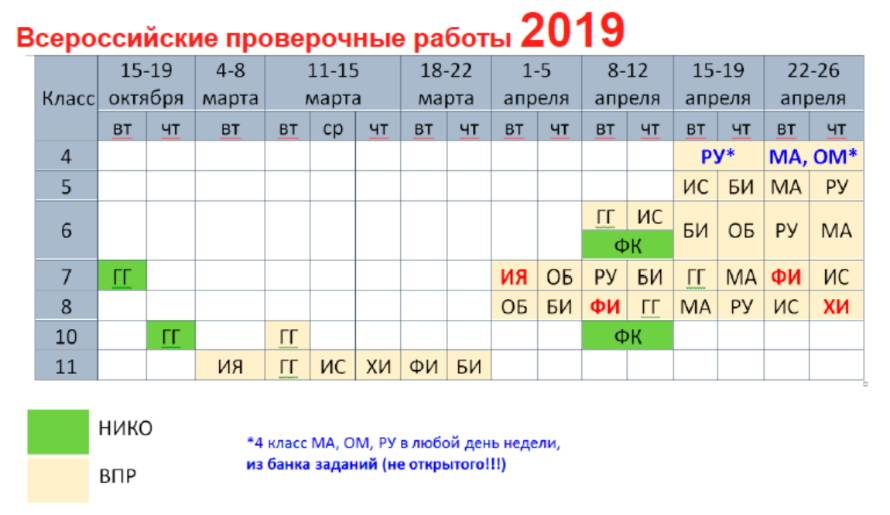 Всероссийские проверочные работы 2019
Класс 15-19 октября 4-8 марта 11-15 марта 18-22 марта 1-5 апреля 8-12 апреля 15-19 апреля 22-26 апреля
вт чт вт вт ср чт вт чт вт чт вт чт вт чт вт чт
4 РУ* МА, ОМ*
5 ИС БИ МА РУ
6 ГГ ИС БИ ОБ РУ МА
ФК
7 ГГ ИЯ ОБ РУ БИ ГГ МА ФИ ИС
8 ОБ БИ ФИ ГГ МА РУ ИС ХИ
10 ГГ ГГ ФК
11 ИЯ ГГ ИС ХИ ФИ БИ
НИКО
*4 класс МА, ОМ, РУ в любой день недели,
из банка заданий (не открытого!!!)
ВПР